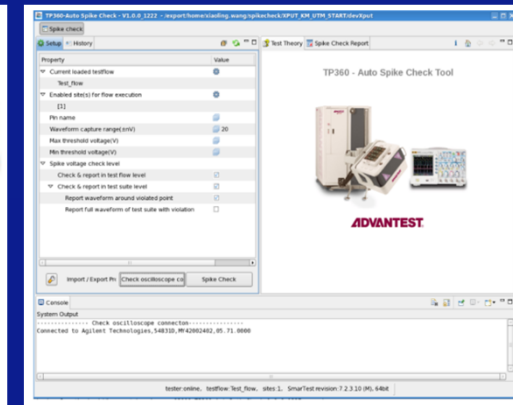 TP360-Auto Spike Check - V1.0.0_1222 - /export/home/xiaoling.wang/spikecheck/XPUT_KM_UTM_START/devXput
Spike check
Setup
History
Test Theory
Spike Check Report
Property
Value
Current loaded testflow
Test_flow
Enabled site(s) for flow execution
[1]
Pin name
Waveform capture range(±nV)
20
Max threshold voltage(V)
Min threshold voltage(V)
Spike voltage check level
Check & report in test flow level
Check & report in test suite level
Report waveform around violated point
Report full waveform of test suite with violation
Import / Export Pin
Check oscilloscope co
Spike Check
TP360 - Auto Spike Check Tool
ADVANTEST.
Console
System Output
--------------- Check oscilloscope connecton----------------
Connected to Agilent Technologies,54831D,MY42002402,05.71.0000
tester online, testflow Test_flow, sites:1, SmarTest revision 7.2.3.10 (M), 64bit